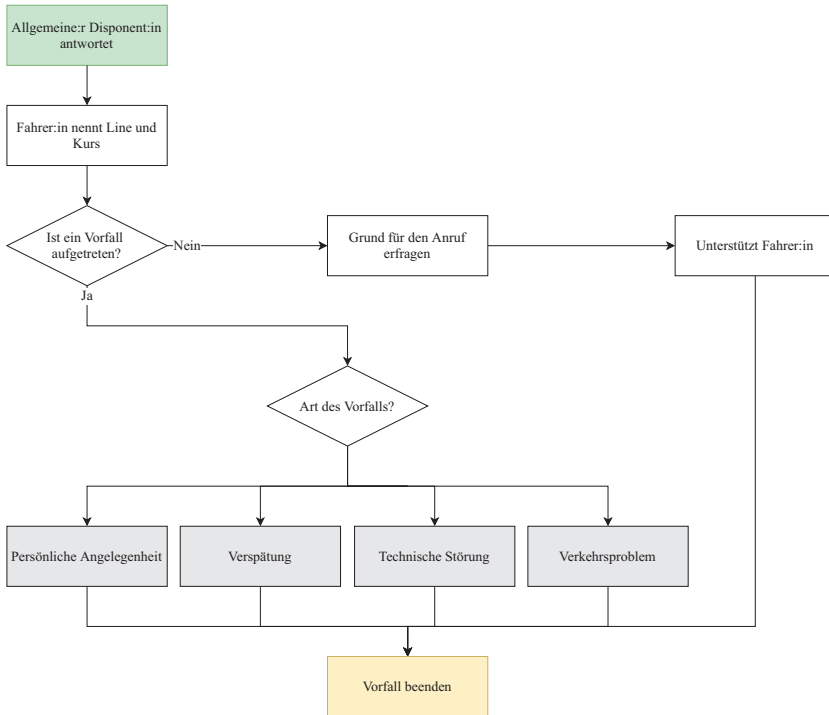 Allgemeine:r Disponent:in
antwortet
Fahrer:in nennt Line und
Kurs
Ist ein Vorfall
aufgetreten?
Nein
Grund für den Anruf
erfragen
Unterstützt Fahrer:in
Ja
Art des Vorfalls?
Persönliche Angelegenheit
Verspätung
Technische Störung
Verkehrsproblem
Vorfall beenden